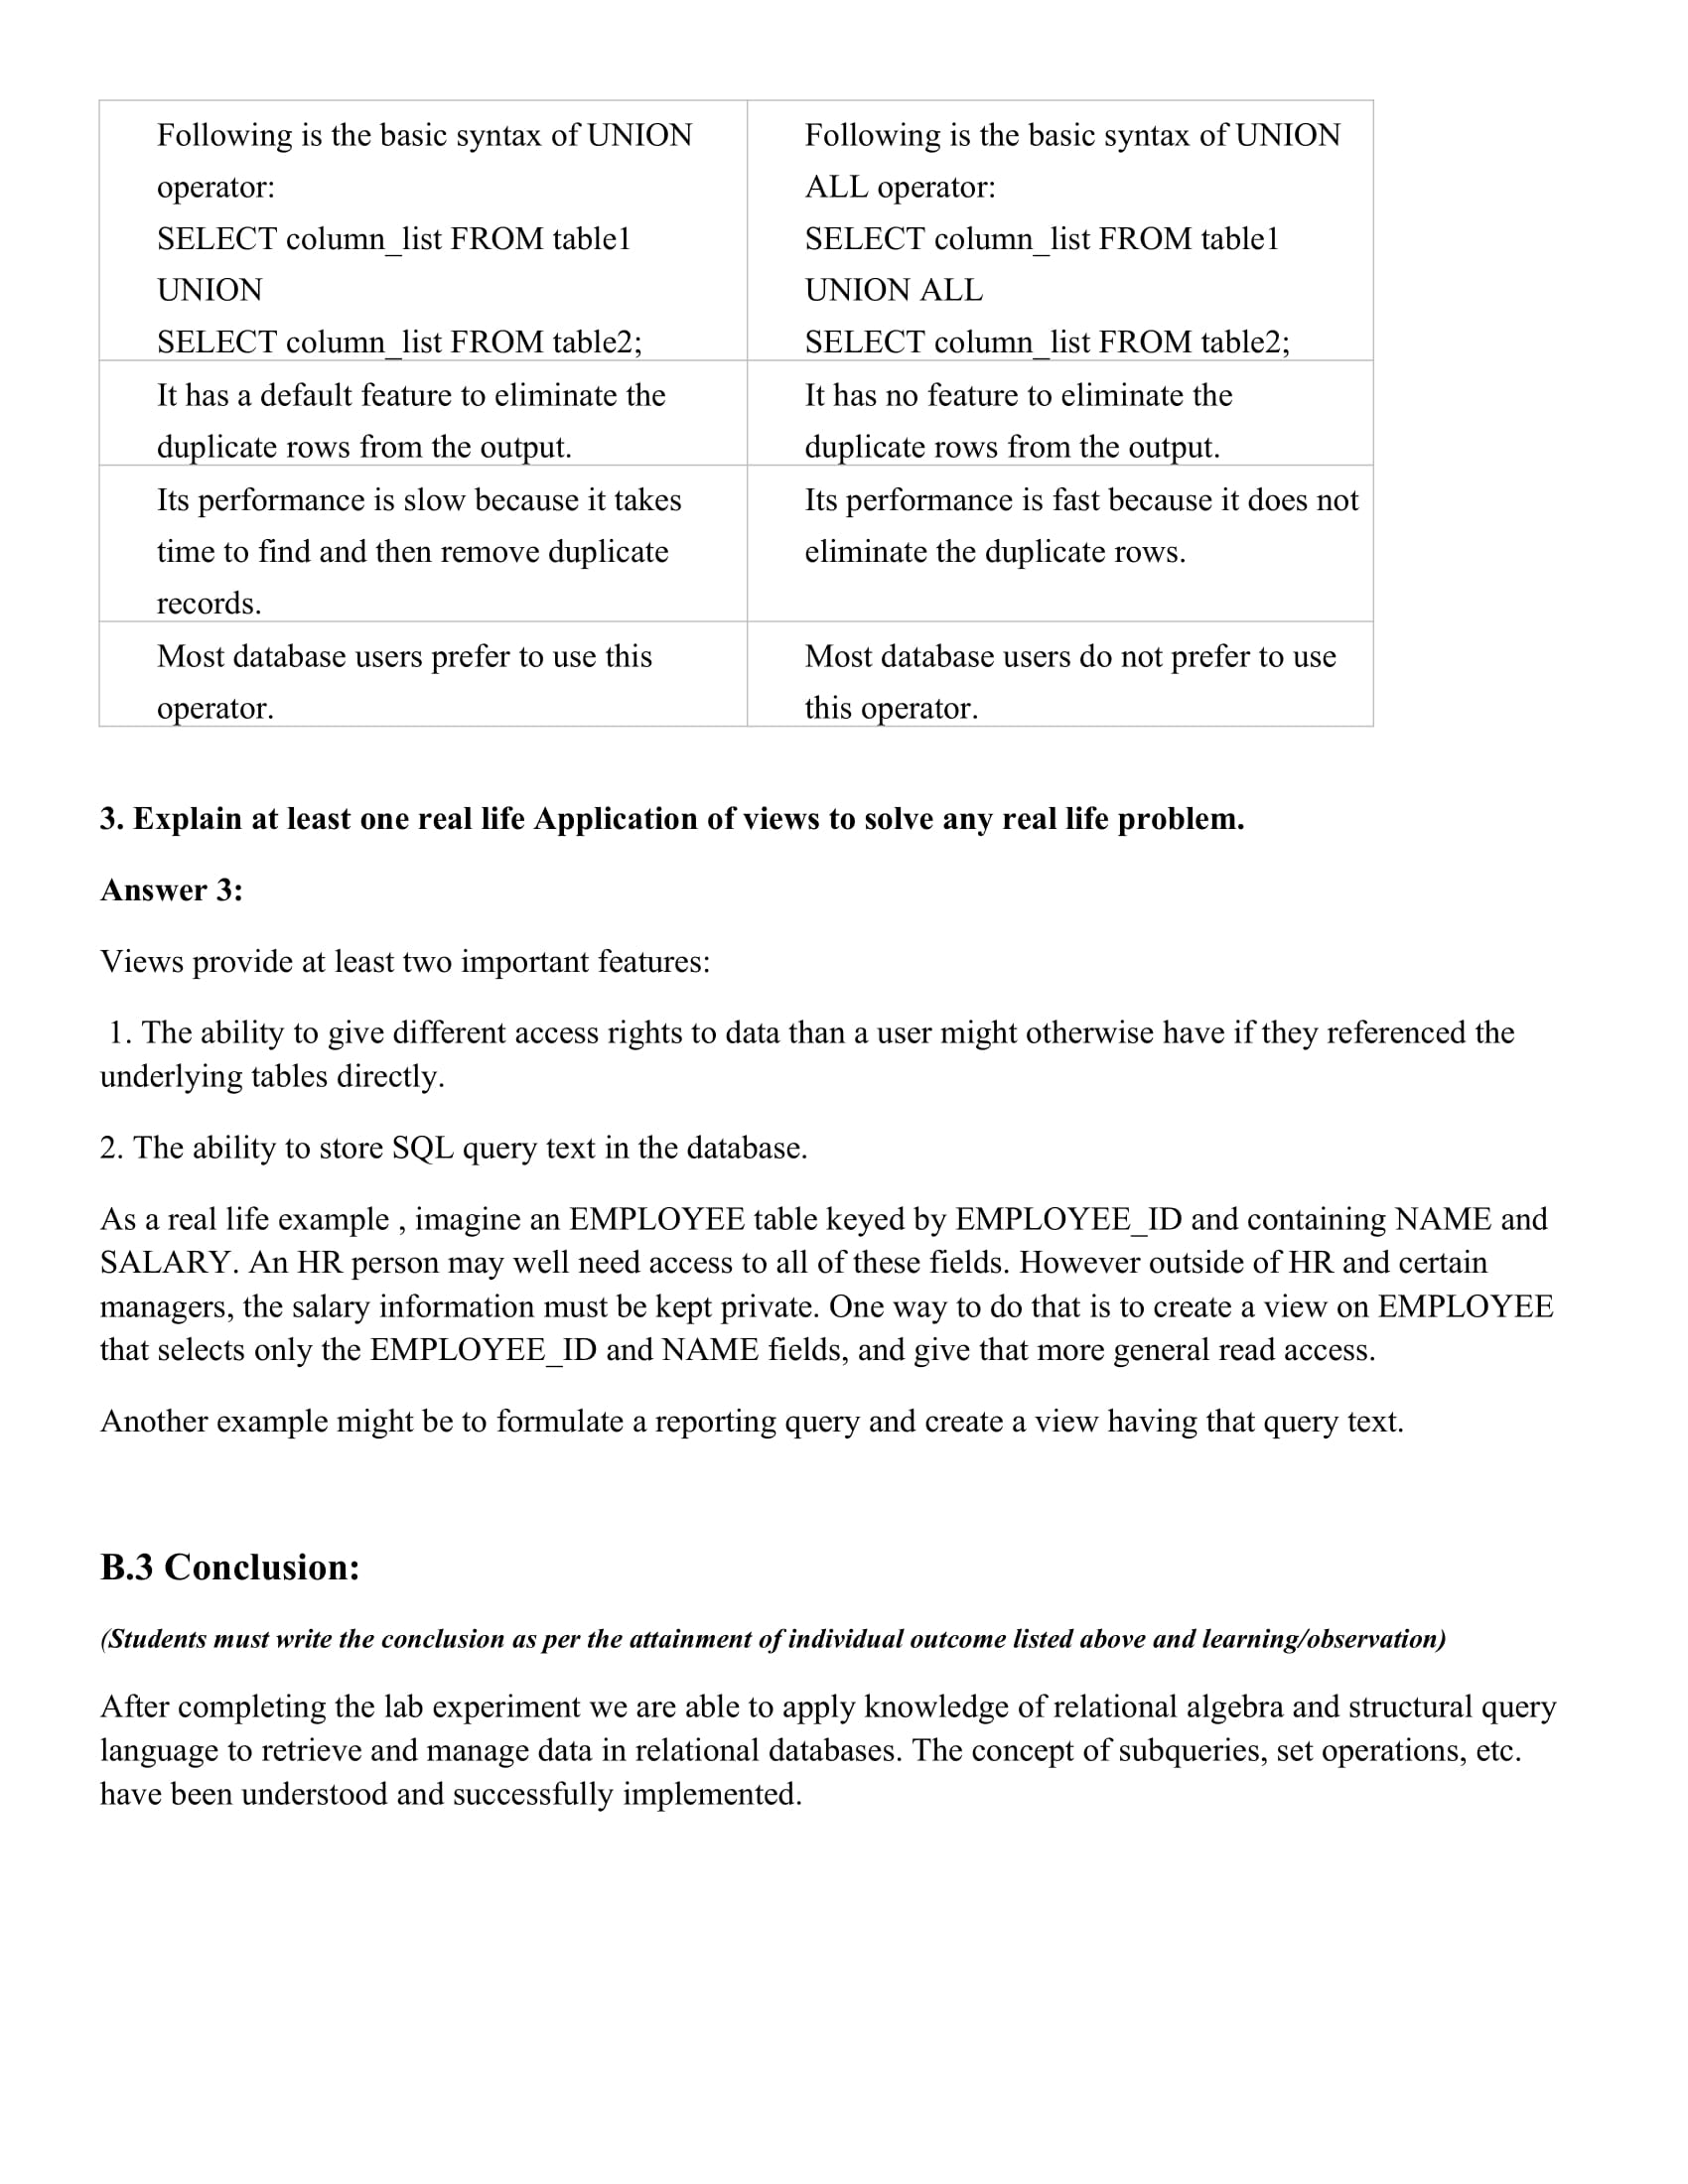 Following is the basic syntax of UNION
operator:
SELECT column_list FROM table1
UNION
SELECT column_list FROM table2;
Following is the basic syntax of UNION
ALL operator:
SELECT column_list FROM table1
UNION ALL
SELECT column_list FROM table2;
It has a default feature to eliminate the
duplicate rows from the output.
It has no feature to eliminate the
duplicate rows from the output.
Its performance is slow because it takes
time to find and then remove duplicate
records.
Its performance is fast because it does not
eliminate the duplicate rows.
Most database users prefer to use this
operator.
Most database users do not prefer to use
this operator.
3. Explain at least one real life Application of views to solve any real life problem.
Answer 3:
Views provide at least two important features:
1. The ability to give different access rights to data than a user might otherwise have if they referenced the
underlying tables directly.
2. The ability to store SQL query text in the database.
As a real life example , imagine an EMPLOYEE table keyed by EMPLOYEE_ID and containing NAME and
SALARY. An HR person may well need access to all of these fields. However outside of HR and certain
managers, the salary information must be kept private. One way to do that is to create a view on EMPLOYEE
that selects only the EMPLOYEE_ID and NAME fields, and give that more general read access.
Another example might be to formulate a reporting query and create a view having that query text.
B.3 Conclusion:
(Students must write the conclusion as per the attainment of individual outcome listed above and learning/observation)
After completing the lab experiment we are able to apply knowledge of relational algebra and structural query
language to retrieve and manage data in relational databases. The concept of subqueries, set operations, etc.
have been understood and successfully implemented.